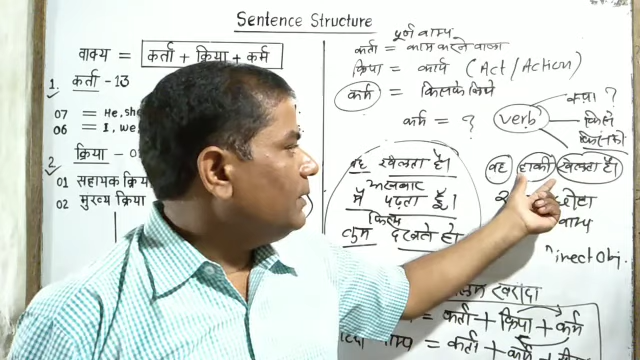 Sentence Structure
वाक्य = कर्ता + क्रिया + कर्म
1. कर्ता - 13
07 = He, she
06 = I, we,
2. क्रिया - 0
01 सहायक क्रिया
02 मुख्य क्रिया
पूर्ण वाक्य
कर्ता = काम करने वाला
क्रिया = कार्य (Act/Action)
कर्म = किसके लिये
कर्म = ?
verb
क्या?
किसे
किसको
वह खेलता है।
अखबार
मैं पढ़ता हूँ।
फिल्म
तुम देखते हो।
वह हाकी खेलता है।
irect Obj.
= कर्ता + क्रिया + कर्म
= कर्ता + कर्म +